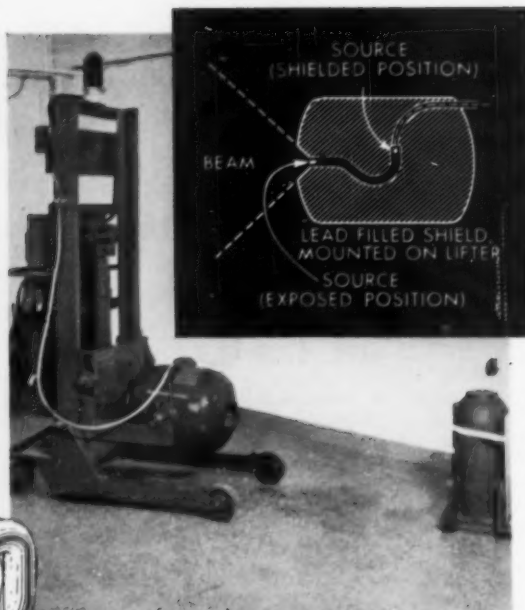 SOURCE
(SHIELDED POSITION)
BEAM
LEAD FILLED SHIELD,
MOUNTED ON LIFTER
SOURCE
(EXPOSED POSITION)